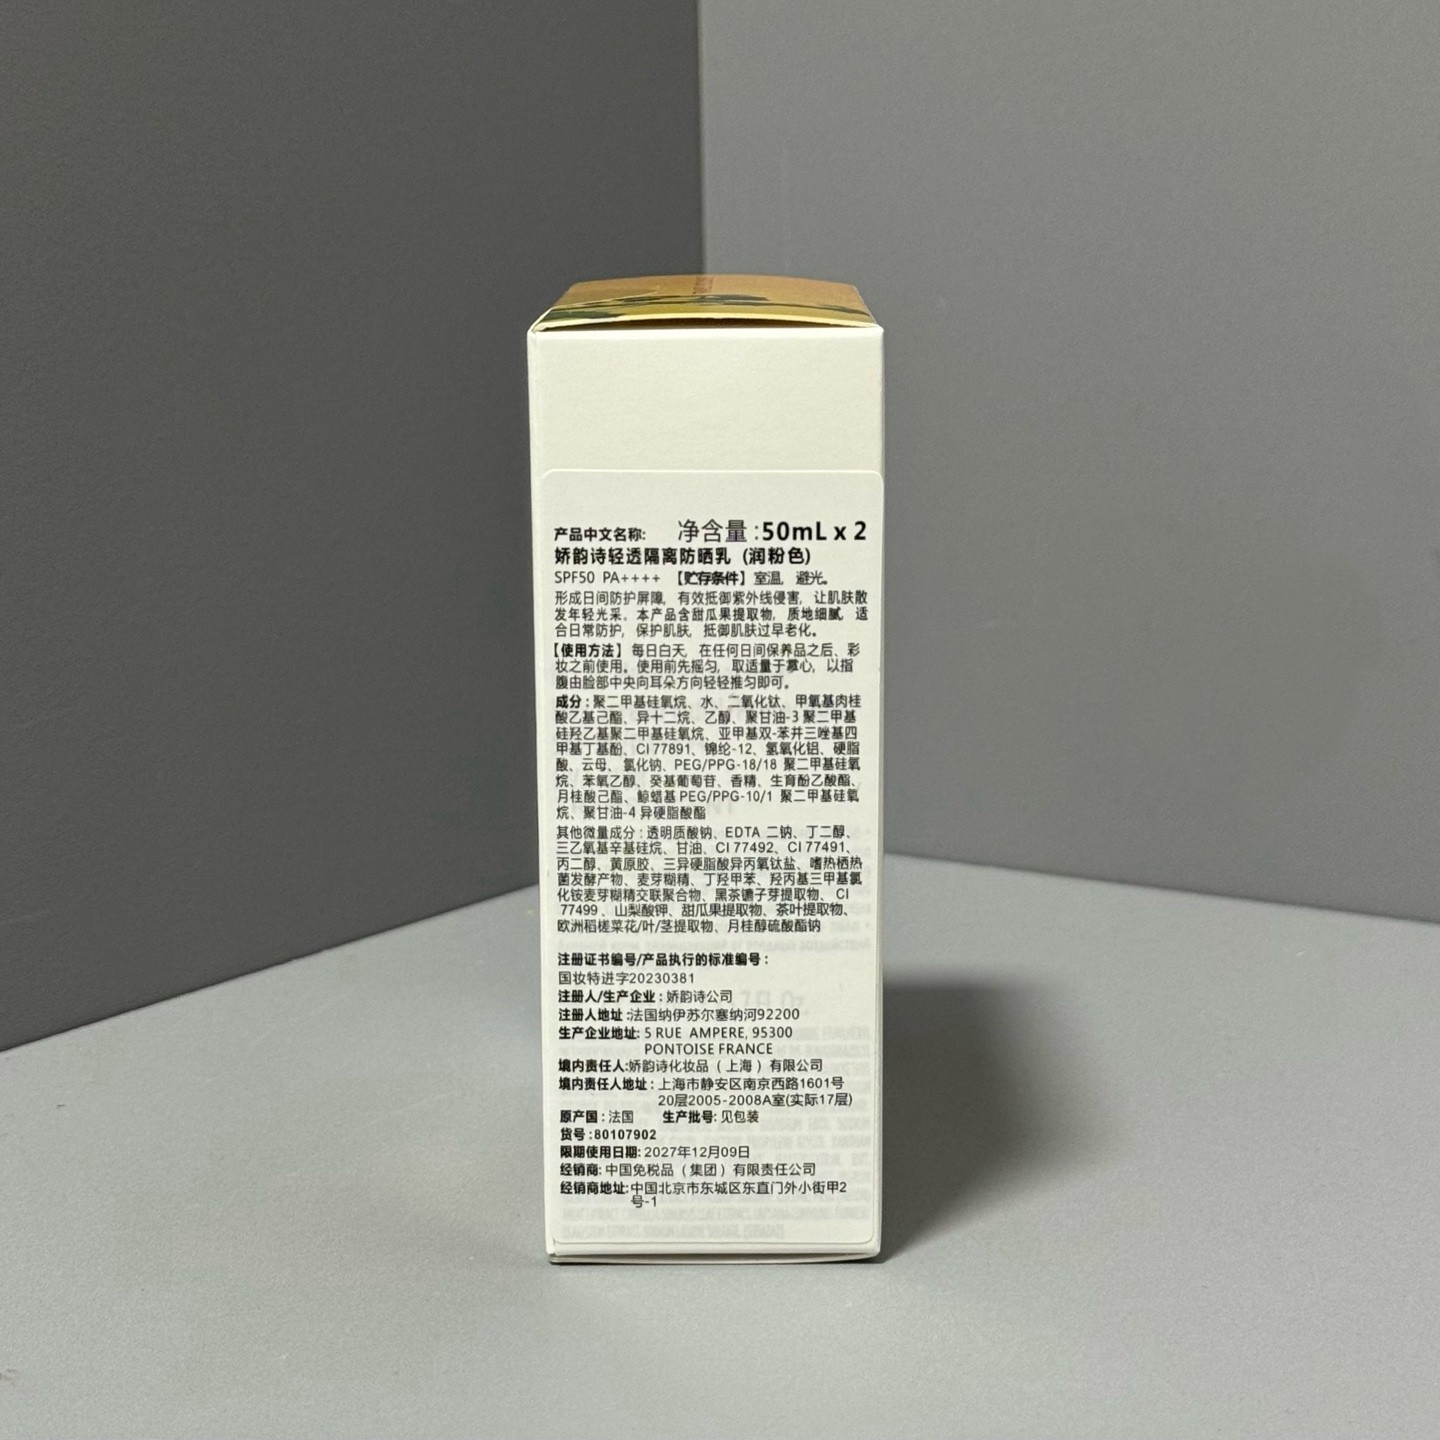 产品中文名称: 净含量:50mL x 2
娇韵诗轻透隔离防晒乳 (润粉色)
SPF50 PA++++ 【贮存条件】室温, 避光。
形成日间防护屏障, 有效抵御紫外线侵害, 让肌肤散
发年轻光采。本产品含甜瓜果提取物, 质地细腻, 适
合日常防护, 保护肌肤, 抵御肌肤过早老化。
【使用方法】每日白天, 在任何日间保养品之后、彩
妆之前使用。使用前先摇匀, 取适量于掌心, 以指
腹由脸部中央向耳朵方向轻轻推匀即可。
成分:聚二甲基硅氧烷、水、二氧化钛、甲氧基肉桂
酸乙基己酯、异十二烷、乙醇、聚甘油-3 聚二甲基
硅羟乙基聚二甲基硅氧烷、亚甲基双-苯并三唑基四
甲基丁基酚、CI 77891、锦纶-12、氢氧化铝、硬脂
酸、云母、氯化钠、PEG/PPG-18/18 聚二甲基硅氧
烷、苯氧乙醇、癸基葡萄苷、香精、生育酚乙酸酯、
月桂酸己酯、鲸蜡基 PEG/PPG-10/1 聚二甲基硅氧
烷、聚甘油-4 异硬脂酸酯
其他微量成分:透明质酸钠、EDTA 二钠、丁二醇、
三乙氧基辛基硅烷、甘油、CI 77492、CI 77491、
丙二醇、黄原胶、三异硬脂酸异丙氧钛盐、嗜热栖热
菌发酵产物、麦芽糊精、丁羟甲苯、羟丙基三甲基氯
化铵麦芽糊精交联聚合物、黑茶藨子芽提取物、CI
77499、山梨酸钾、甜瓜果提取物、茶叶提取物、
欧洲稻槎菜花/叶/茎提取物、月桂醇硫酸酯钠
注册证书编号/产品执行的标准编号:
国妆特进字20230381
注册人/生产企业:娇韵诗公司
注册人地址:法国纳伊苏尔塞纳河92200
生产企业地址: 5 RUE AMPERE, 95300
PONTOISE FRANCE
境内责任人:娇韵诗化妆品(上海)有限公司
境内责任人地址:上海市静安区南京西路1601号
20层2005-2008A室(实际17层)
原产国:法国 生产批号:见包装
货号:80107902
限期使用日期:2027年12月09日
经销商:中国免税品(集团)有限责任公司
经销商地址:中国北京市东城区东直门外小街甲2
号-1